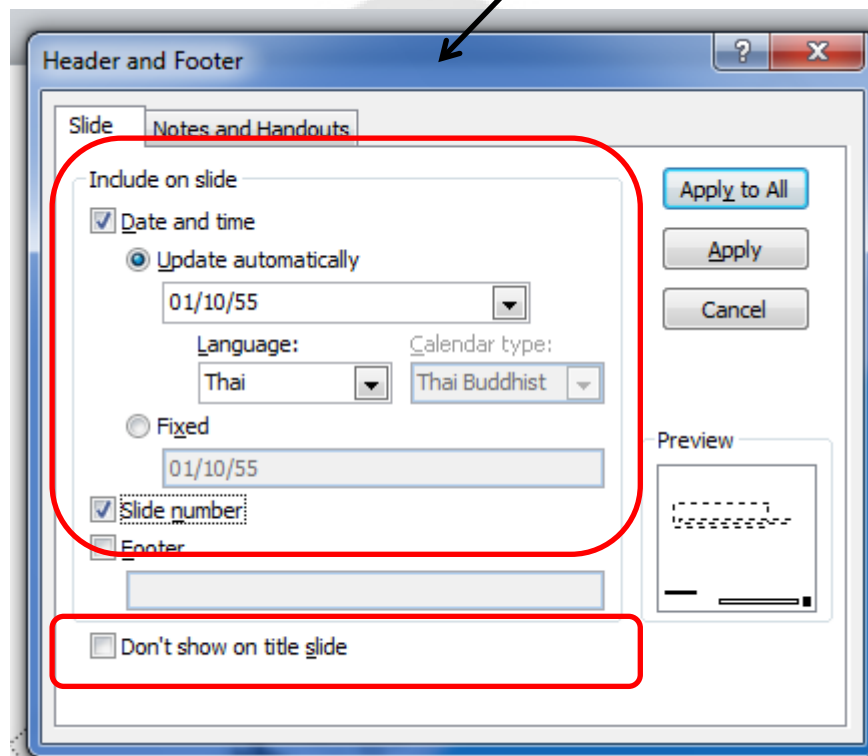 Header and Footer
?
X
Slide
Notes and Handouts
Include on slide
Date and time
Update automatically
01/10/55
Language:
Calendar type:
Thai
Thai Buddhist
Fixed
01/10/55
Slide number
Footer
Don't show on title slide
Apply to All
Apply
Cancel
Preview